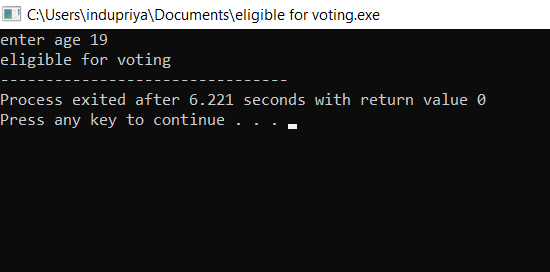 C:\Users\indupriya\Documents\eligible for voting.exe
enter age 19
eligible for voting
--------------------------------
Process exited after 6.221 seconds with return value 0
Press any key to continue . . .